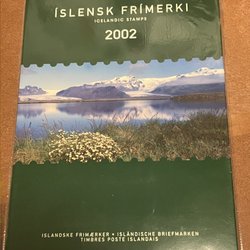 ÍSLENSK FRÍMERKI
ICELANDIC STAMPS
2002
ISLANDSKE FRIMÆRKER • ISLÄNDISCHE BRIEFMARKEN
TIMBRES POSTE ISLANDAIS